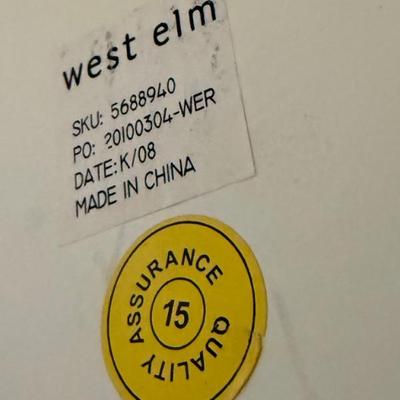 west elm
SKU: 5688940
PO: 20100304-WER
DATE: K/08
MADE IN CHINA
QUALITY ASSURANCE
15